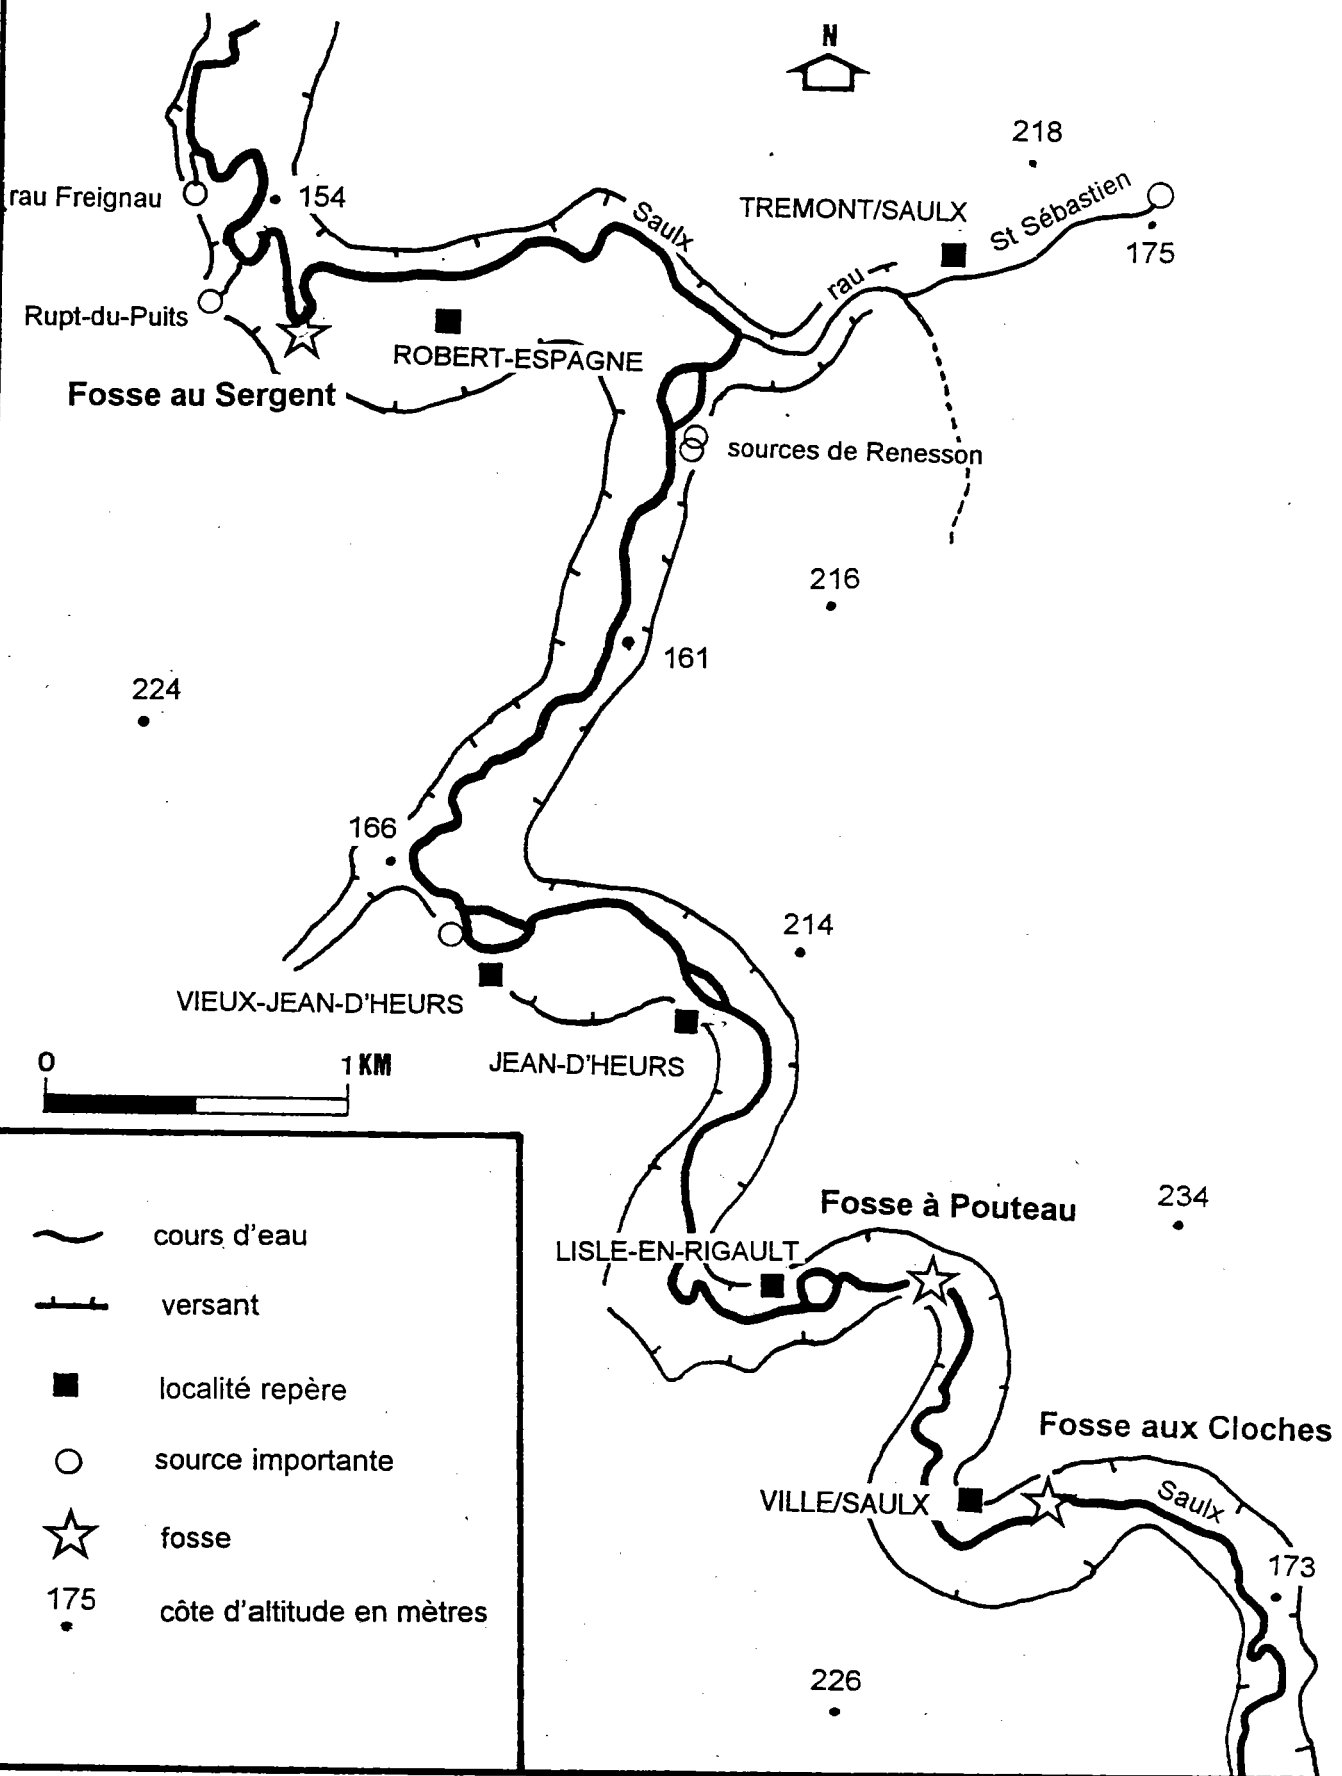 N
218
rau Freignau
154
TREMONT/SAULX
St Sébastien
Saulx
175
rau
Rupt-du-Puits
ROBERT-ESPAGNE
Fosse au Sergent
sources de Renesson
216
161
224
166
214
VIEUX-JEAN-D'HEURS
JEAN-D'HEURS
0
1 KM
Fosse à Pouteau
234
LISLE-EN-RIGAULT
Fosse aux Cloches
VILLE/SAULX
Saulx
173
226
cours d'eau
versant
localité repère
source importante
fosse
175
côte d'altitude en mètres